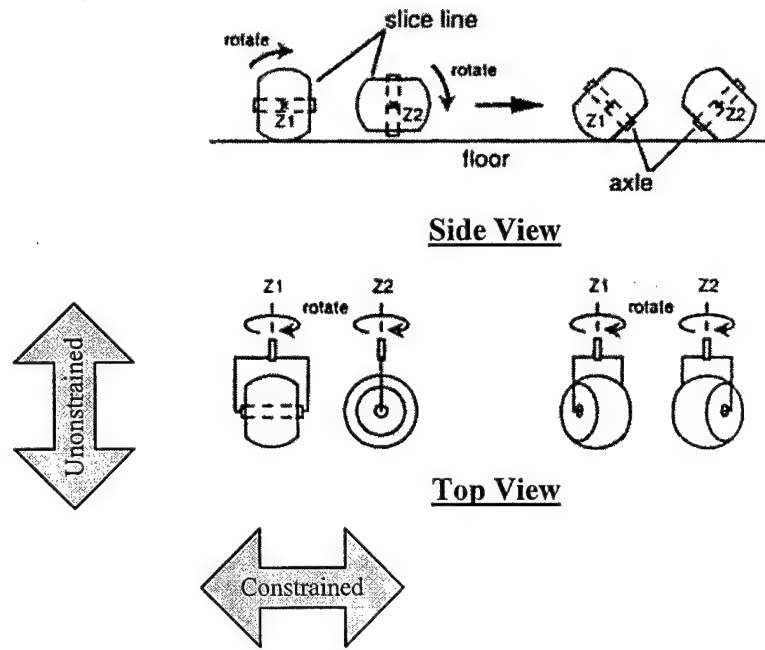 slice line
rotate
rotate
Z1
Z2
Z1
Z2
floor
axle
Side View
Z1
Z2
Z1
Z2
rotate
rotate
Unonstrained
Top View
Constrained